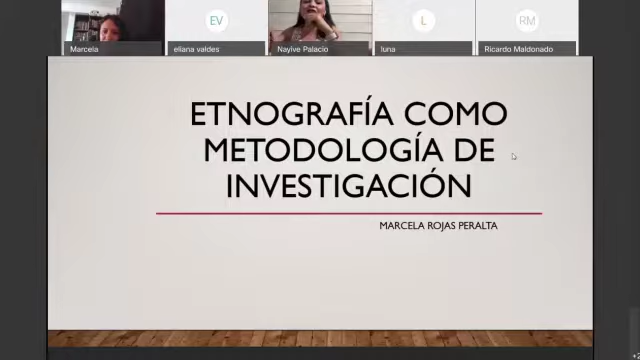 EV
L
RM
Marcela
eliana valdes
Nayive Palacio
luna
Ricardo Maldonado
ETNOGRAFÍA COMO
METODOLOGÍA DE
INVESTIGACIÓN
MARCELA ROJAS PERALTA